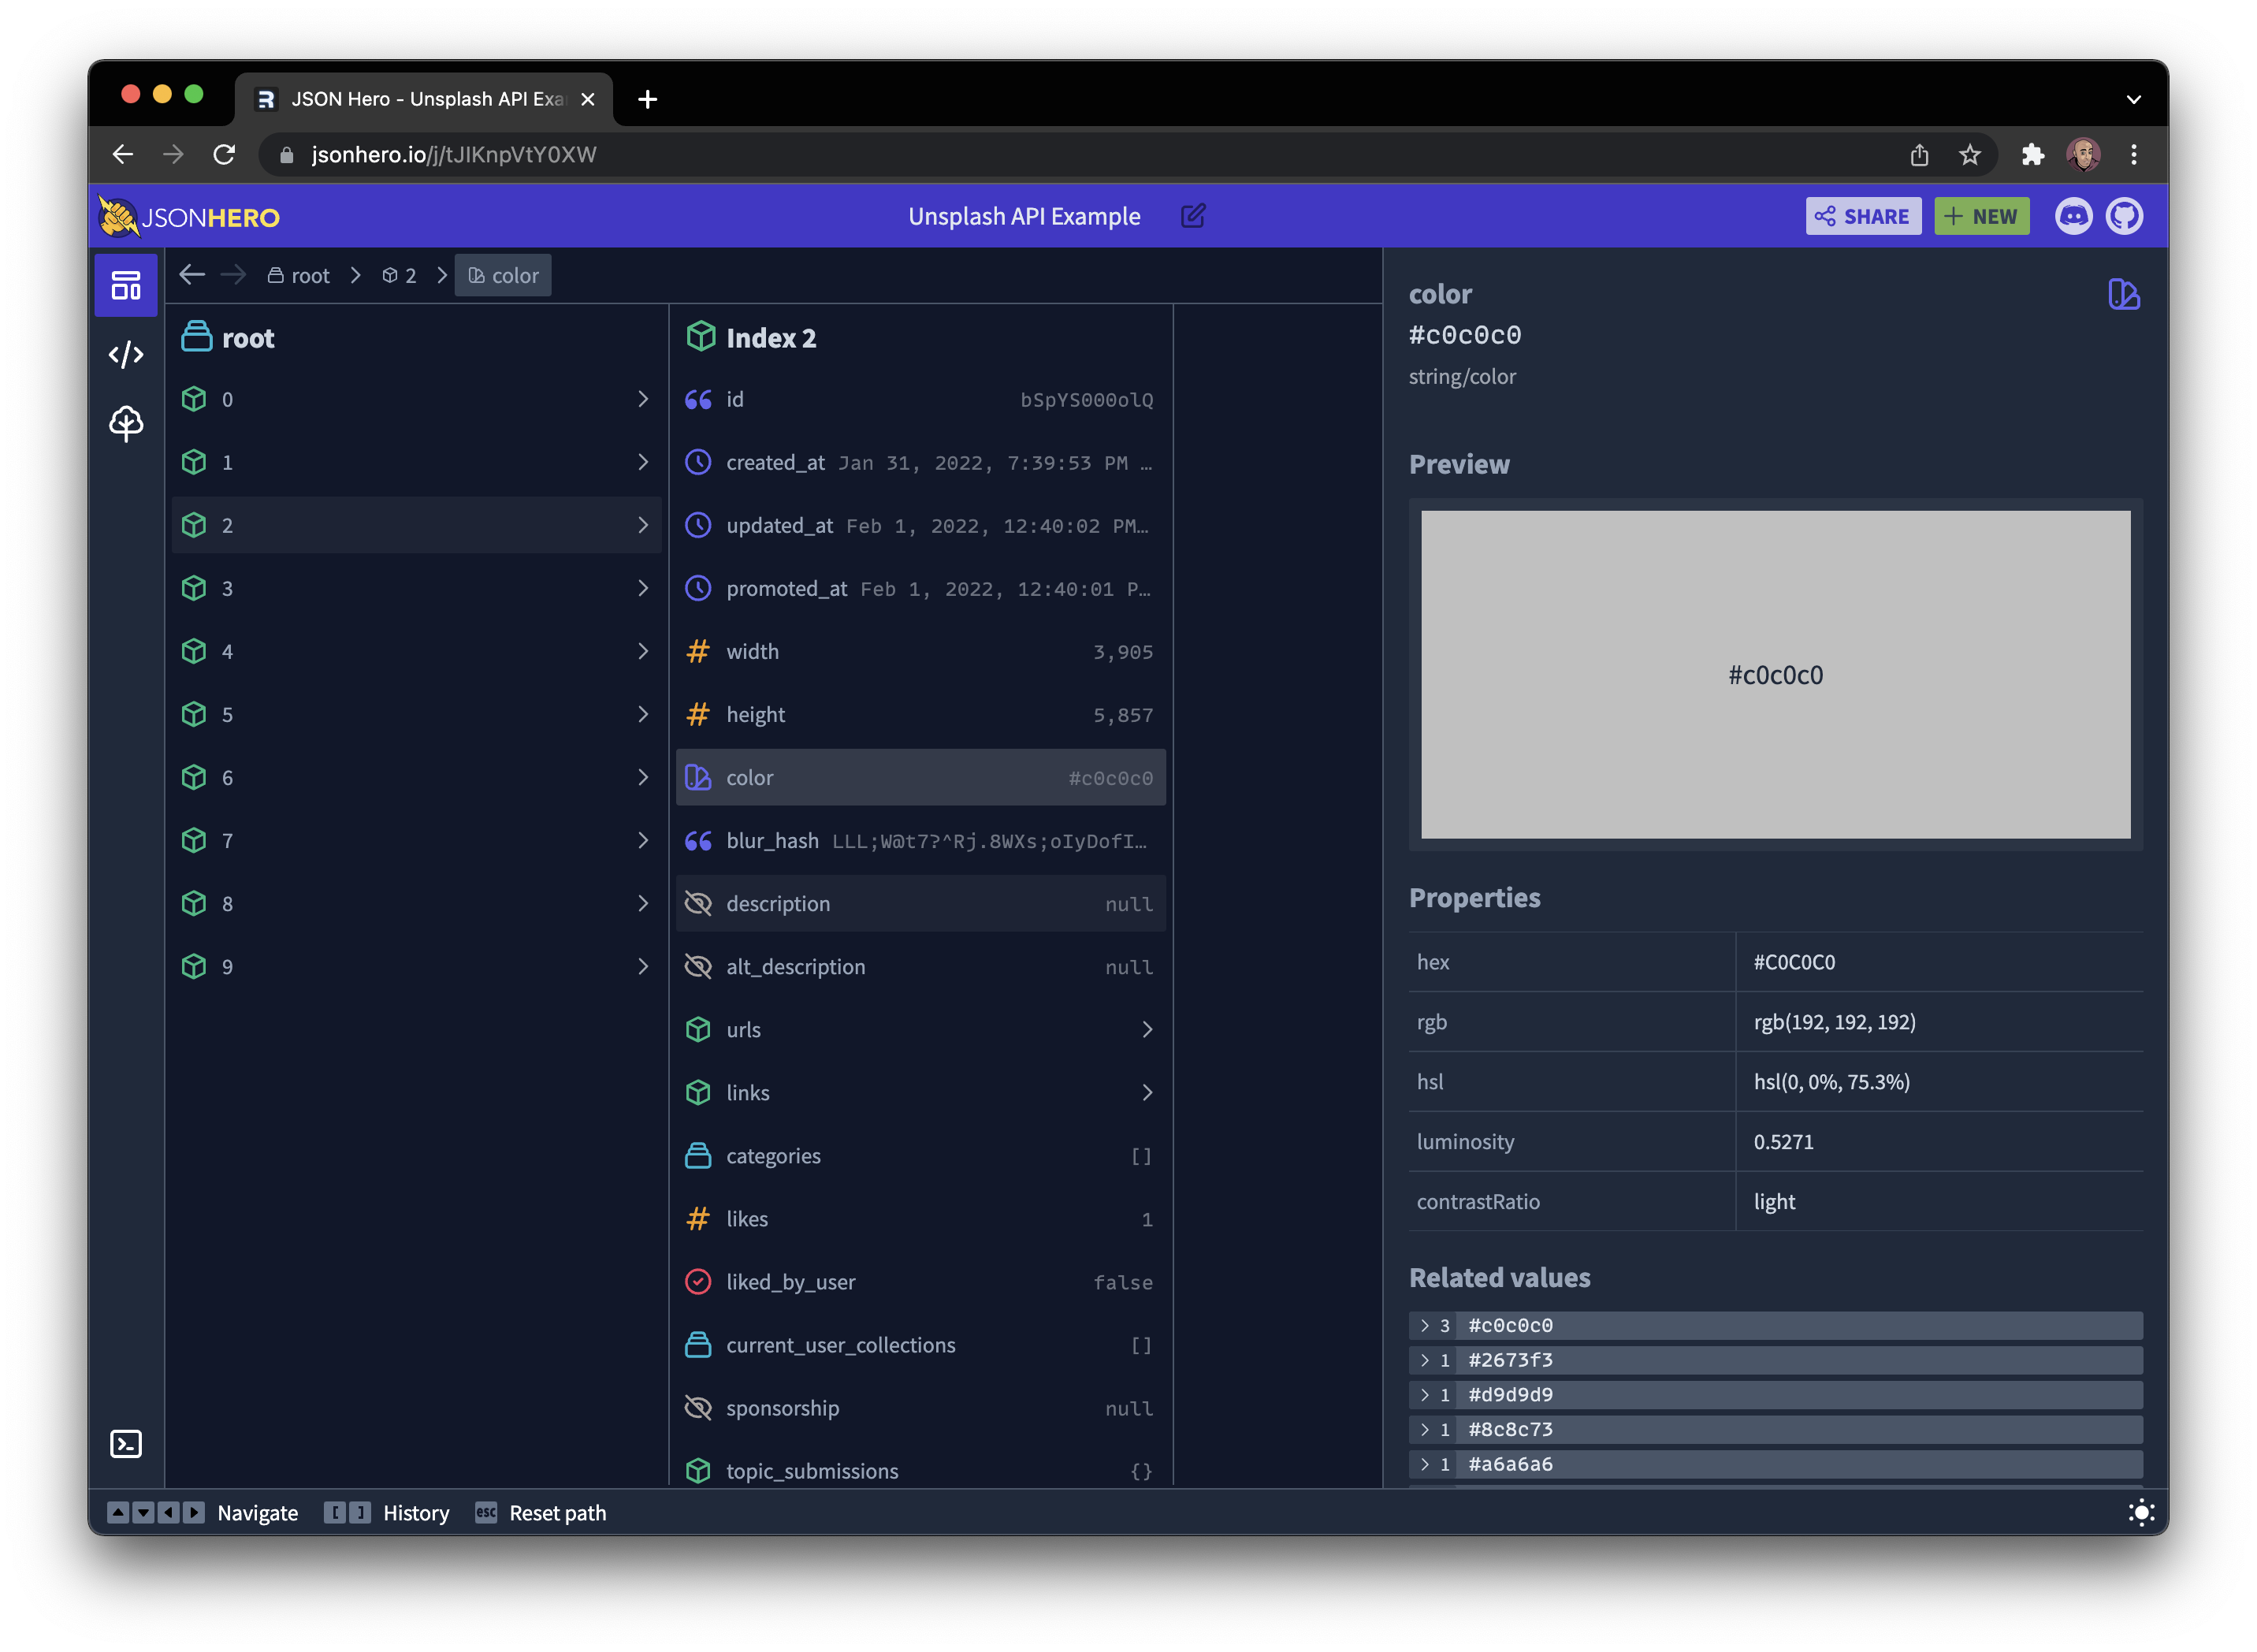 JSON Hero - Unsplash API Exa
jsonhero.io/j/tJIKnpVtY0XW
JSONHERO
Unsplash API Example
SHARE
NEW
root
2
color
root
0
1
2
3
4
5
6
7
8
9
Index 2
id bSpYS000olQ
created_at Jan 31, 2022, 7:39:53 PM …
updated_at Feb 1, 2022, 12:40:02 PM…
promoted_at Feb 1, 2022, 12:40:01 P…
width 3,905
height 5,857
color #c0c0c0
blur_hash LLL;W@t7?^Rj.8WXs;oIyDofI…
description null
alt_description null
urls
links
categories []
likes 1
liked_by_user false
current_user_collections []
sponsorship null
topic_submissions {}
color
#c0c0c0
string/color
Preview
#c0c0c0
Properties
hex #C0C0C0
rgb rgb(192, 192, 192)
hsl hsl(0, 0%, 75.3%)
luminosity 0.5271
contrastRatio light
Related values
3 #c0c0c0
1 #2673f3
1 #d9d9d9
1 #8c8c73
1 #a6a6a6
Navigate [ ] History esc Reset path